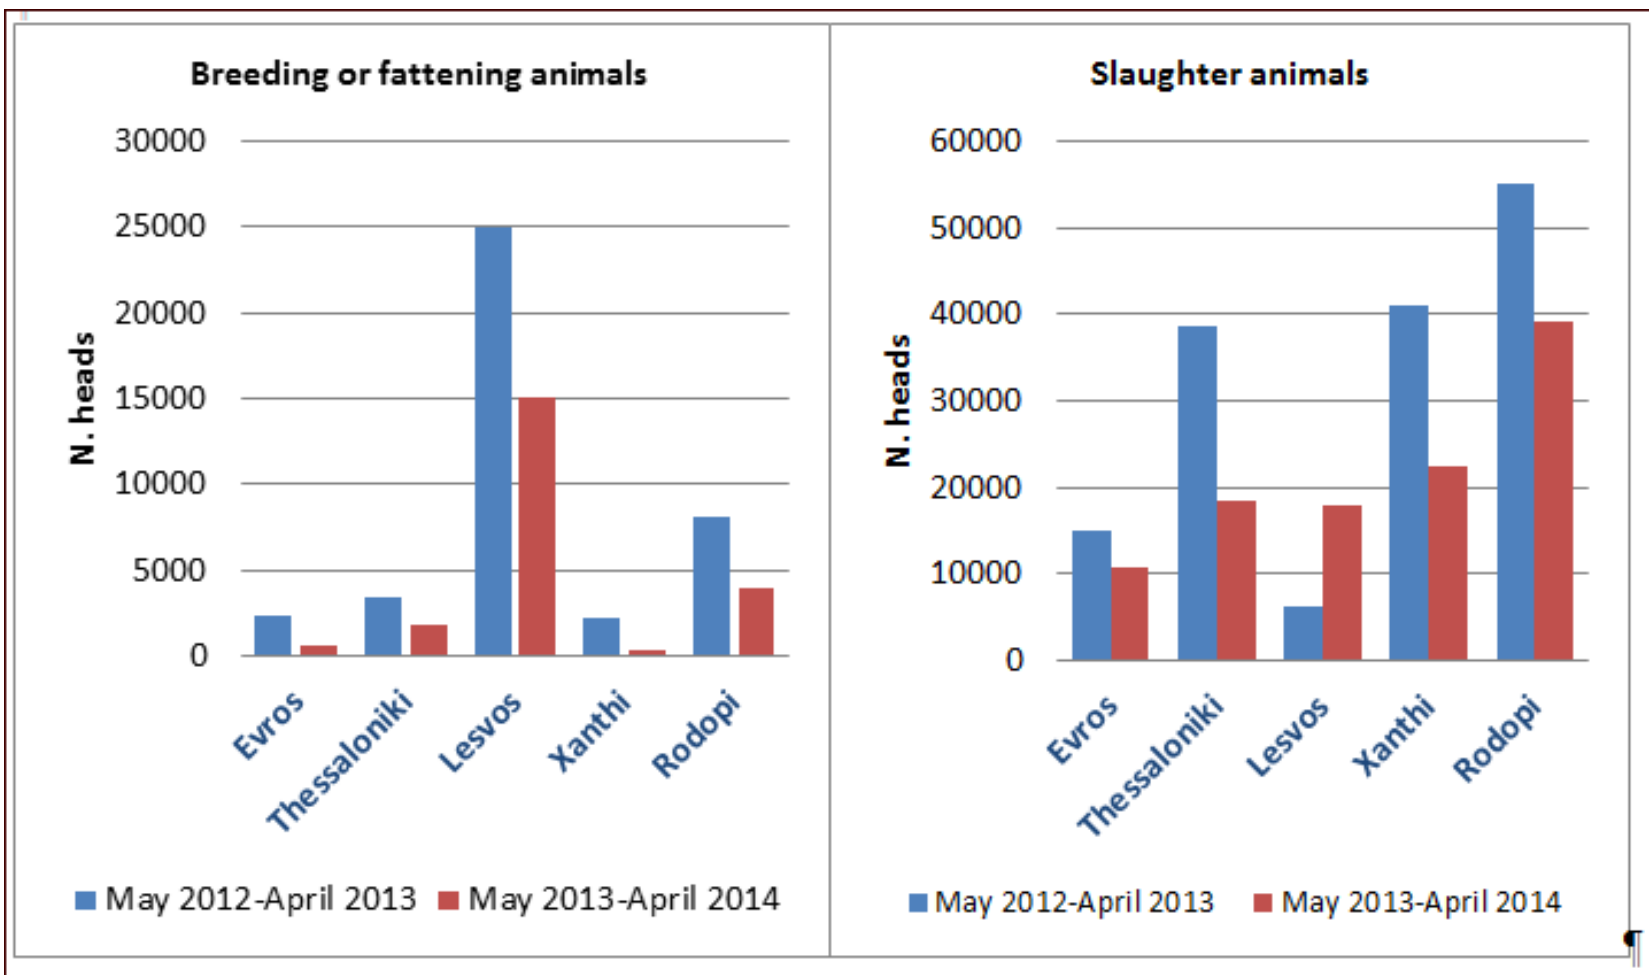 Breeding or fattening animals
30000
25000
20000
15000
10000
5000
0
N. heads
Evros
Thessaloniki
Lesvos
Xanthi
Rodopi
May 2012-April 2013
May 2013-April 2014
Slaughter animals
60000
50000
40000
30000
20000
10000
0
N. heads
Evros
Thessaloniki
Lesvos
Xanthi
Rodopi
May 2012-April 2013
May 2013-April 2014
¶